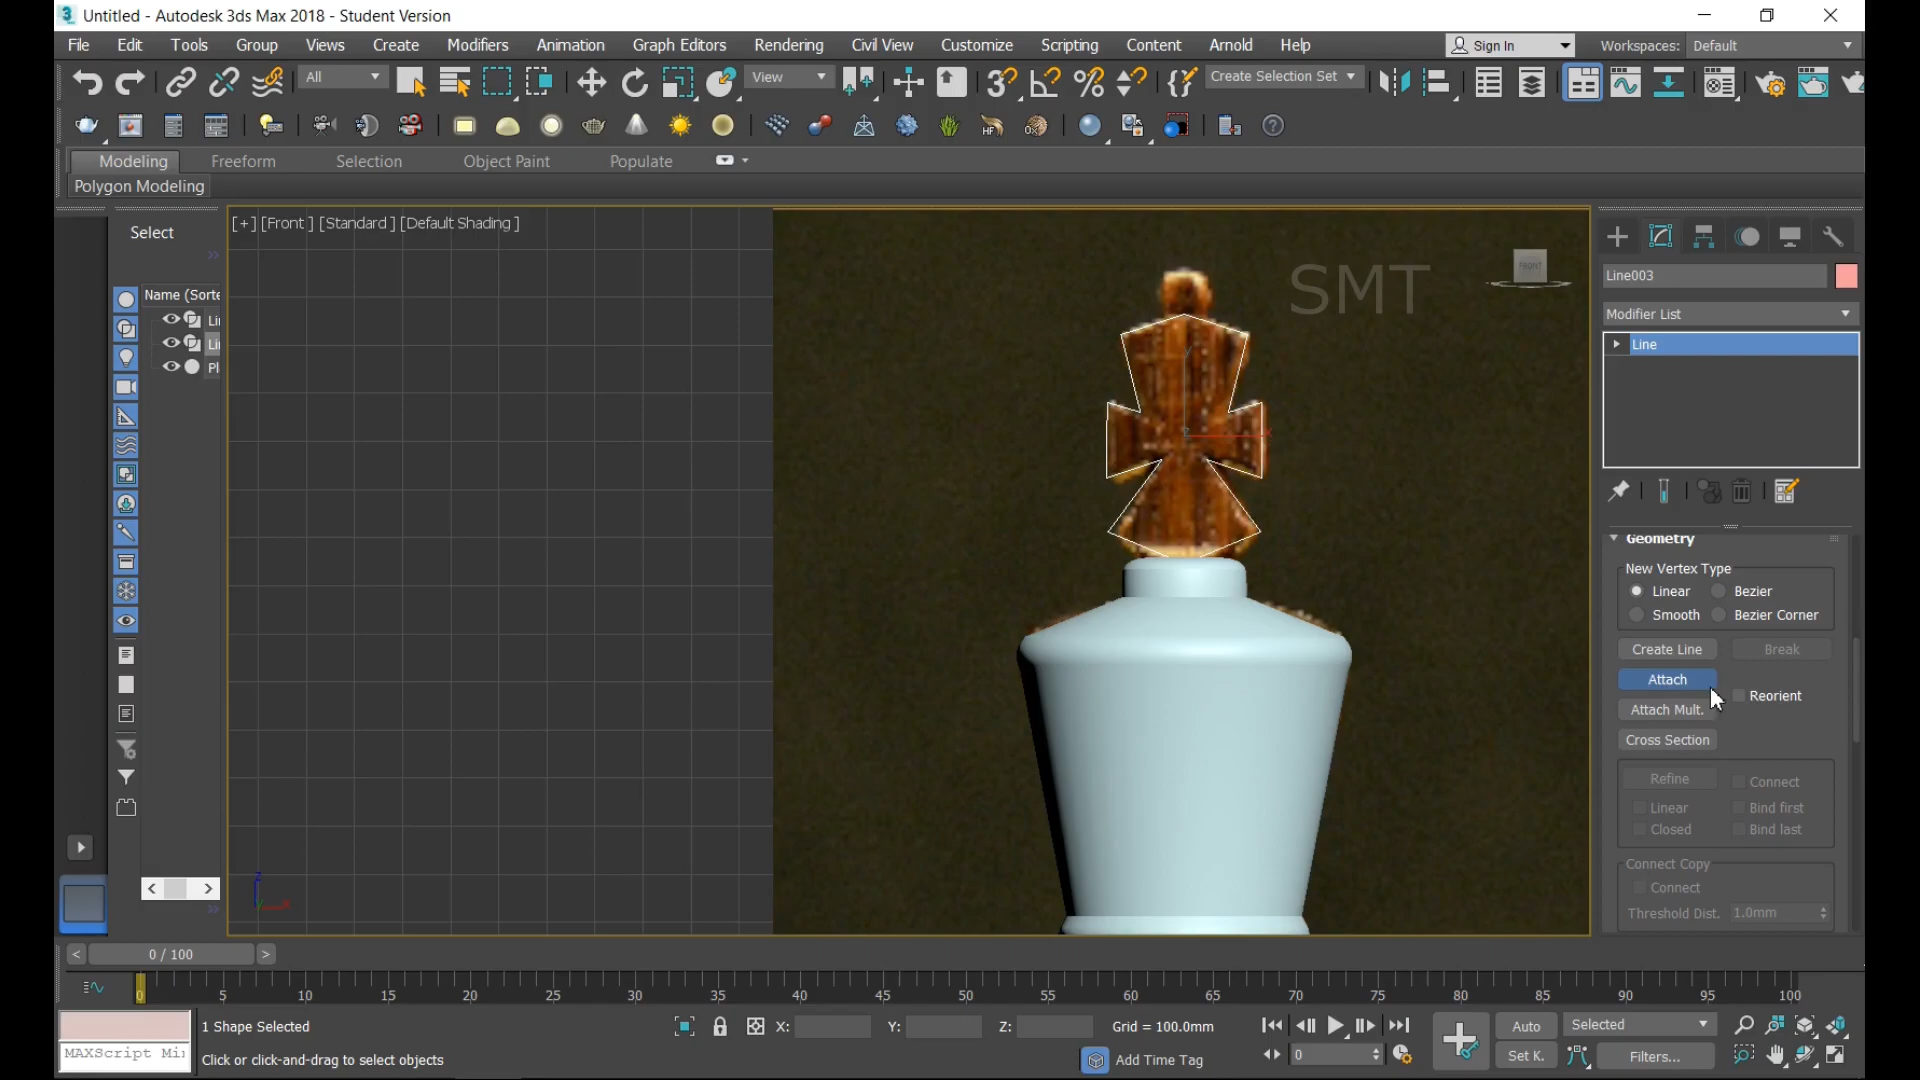 Untitled - Autodesk 3ds Max 2018 - Student Version
File Edit Tools Group Views Create Modifiers Animation Graph Editors Rendering Civil View Customize Scripting Content Arnold Help Sign In Workspaces: Default
All View Create Selection Set
Modeling Freeform Selection Object Paint Populate
Polygon Modeling
Select
[+] [Front ] [Standard ] [Default Shading ]
SMT
FRONT
Line003
Modifier List
Name (Sorte
Li
Li
Pl
Line
Geometry
New Vertex Type
Linear Bezier
Smooth Bezier Corner
Create Line Break
Attach
Reorient
Attach Mult.
Cross Section
Refine Connect
Linear Bind first
Closed Bind last
Connect Copy
Connect
Threshold Dist. 1.0mm
0 / 100
0 5 10 15 20 25 30 35 40 45 50 55 60 65 70 75 80 85 90 95 100
1 Shape Selected X: Y: Z: Grid = 100.0mm Auto Selected
MAXScript Mi
Click or click-and-drag to select objects Add Time Tag 0 Set K. Filters...